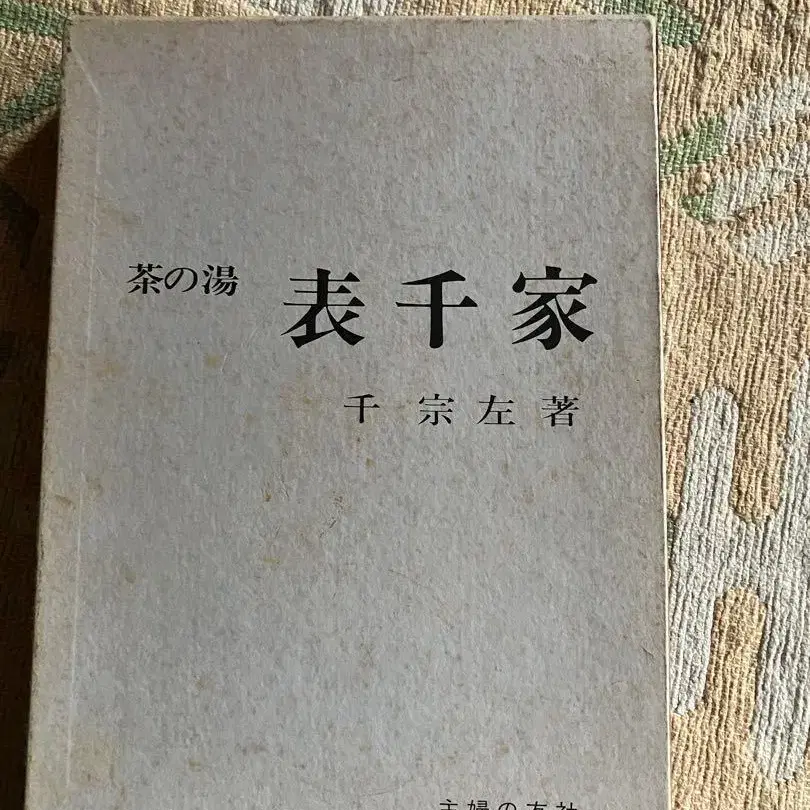 茶の湯 表千家
千宗左著
主婦の友社